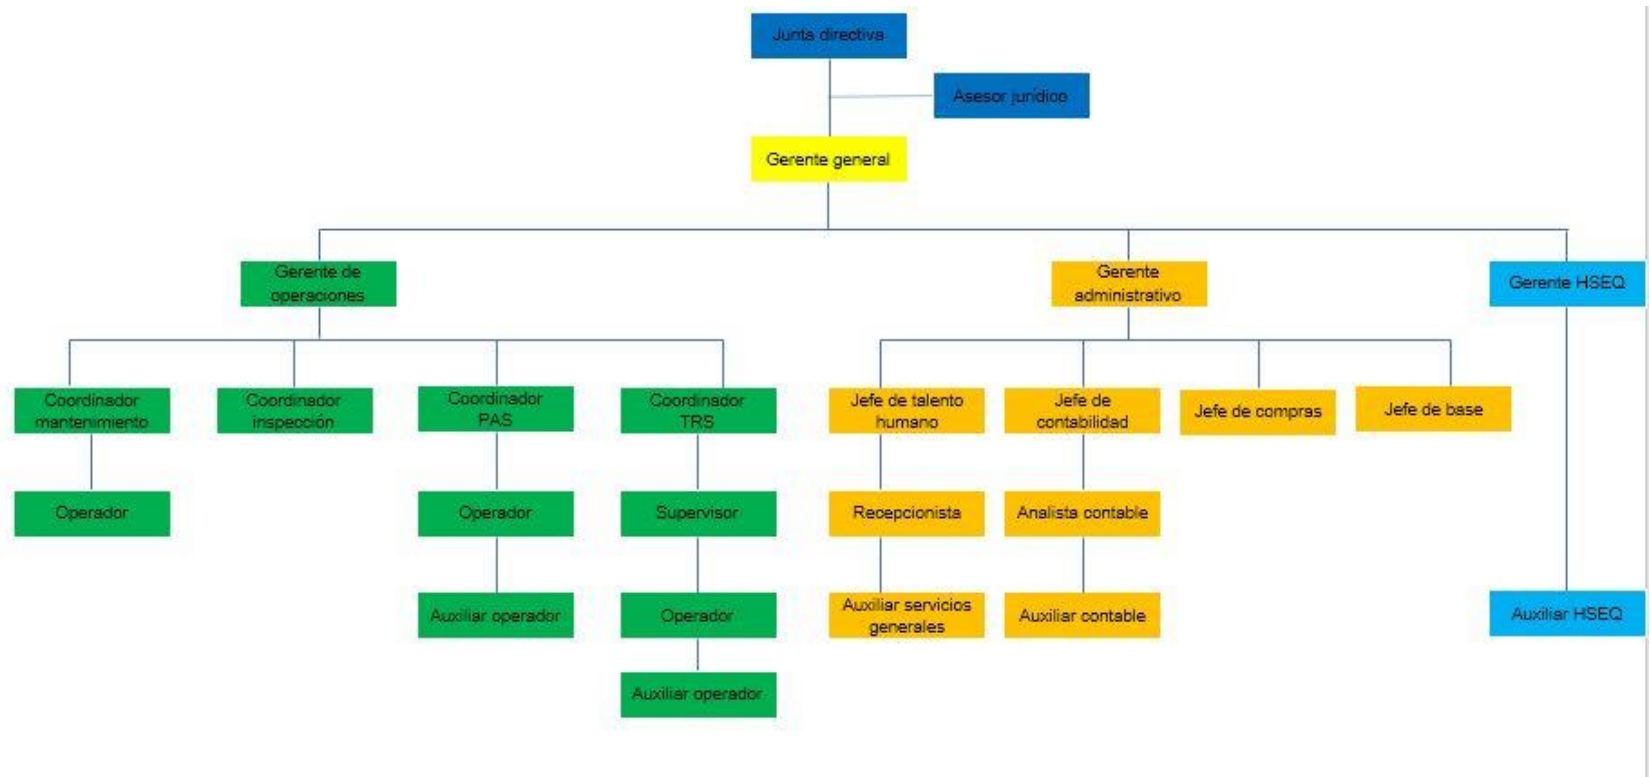 Junta directiva
Asesor jurídico
Gerente general
Gerente de
operaciones
Gerente
administrativo
Gerente HSEQ
Coordinador
mantenimiento
Coordinador
inspección
Coordinador
PAS
Coordinador
TRS
Jefe de talento
humano
Jefe de
contabilidad
Jefe de compras
Jefe de base
Operador
Operador
Supervisor
Recepcionista
Analista contable
Auxiliar operador
Operador
Auxiliar servicios
generales
Auxiliar contable
Auxiliar HSEQ
Auxiliar operador